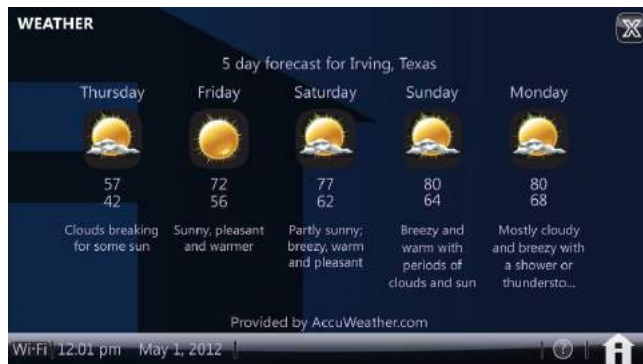 WEATHER
X
5 day forecast for Irving, Texas
Thursday Friday Saturday Sunday Monday
57 72 77 80 80
42 56 62 64 68
Clouds breaking for some sun
Sunny, pleasant and warmer
Partly sunny; breezy, warm and pleasant
Breezy and warm with periods of clouds and sun
Mostly cloudy and breezy with a shower or thundersto...
Provided by AccuWeather.com
Wi-Fi 12:01 pm May 1, 2012 ?